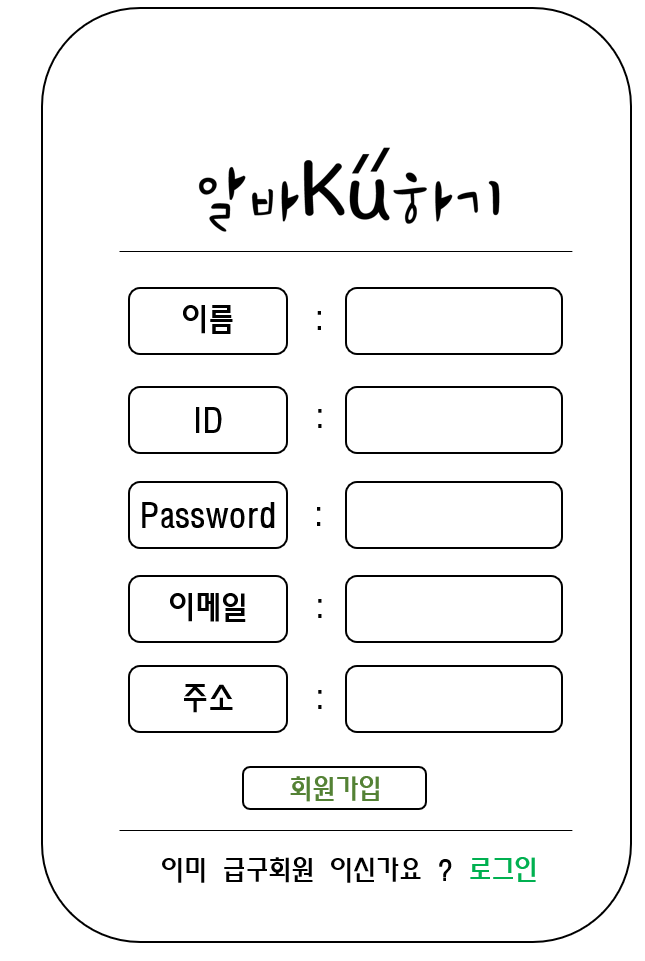 알바Kű하기
이름 :
ID :
Password :
이메일 :
주소 :
회원가입
이미 급구회원 이신가요 ? 로그인